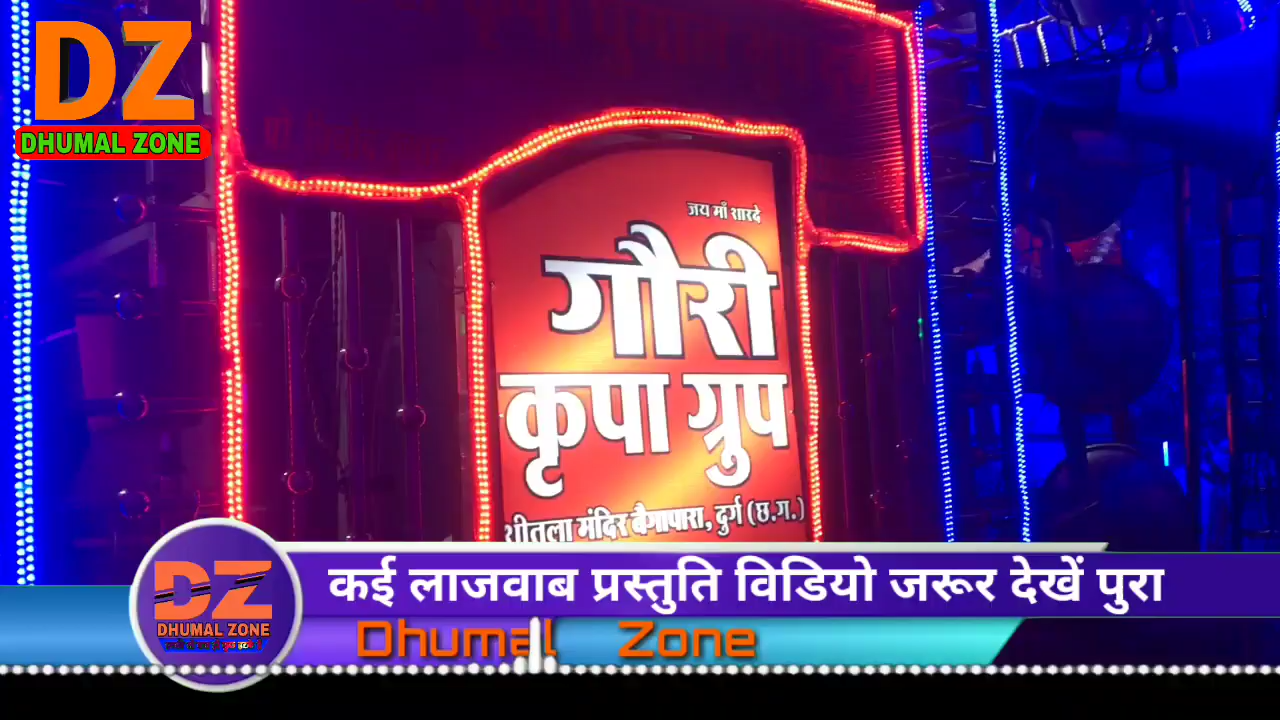 DZ
DHUMAL ZONE
जय माँ सारदे
गौरी
कृपा ग्रुप
शीतला मंदिर बैगापारा, दुर्ग (छ.ग.)
कई लाजवाब प्रस्तुति विडियो जरूर देखें पुरा
DZ
DHUMAL ZONE
Dhumal Zone